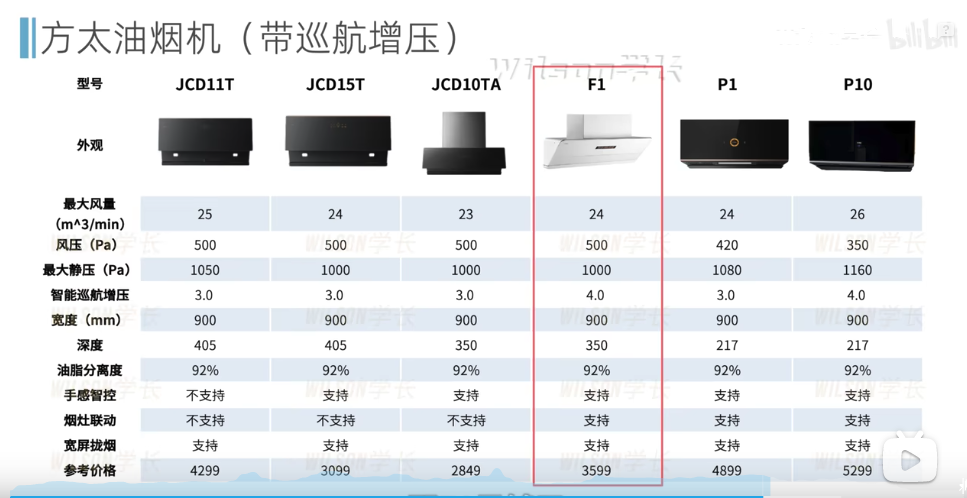 方太油烟机（带巡航增压）
bilibili
WILSON学长
型号 JCD11T JCD15T JCD10TA F1 P1 P10
外观
最大风量
（m^3/min） 25 24 23 24 24 26
风压（Pa） 500 500 500 500 420 350
最大静压（Pa） 1050 1000 1000 1000 1080 1160
智能巡航增压 3.0 3.0 3.0 4.0 3.0 4.0
宽度（mm） 900 900 900 900 900 900
深度 405 405 350 350 217 217
油脂分离度 92% 92% 92% 92% 92% 92%
手感智控 不支持 支持 支持 支持 支持 支持
烟灶联动 不支持 不支持 不支持 支持 支持 支持
宽屏拢烟 支持 支持 支持 支持 支持 支持
参考价格 4299 3099 2849 3599 4899 5299